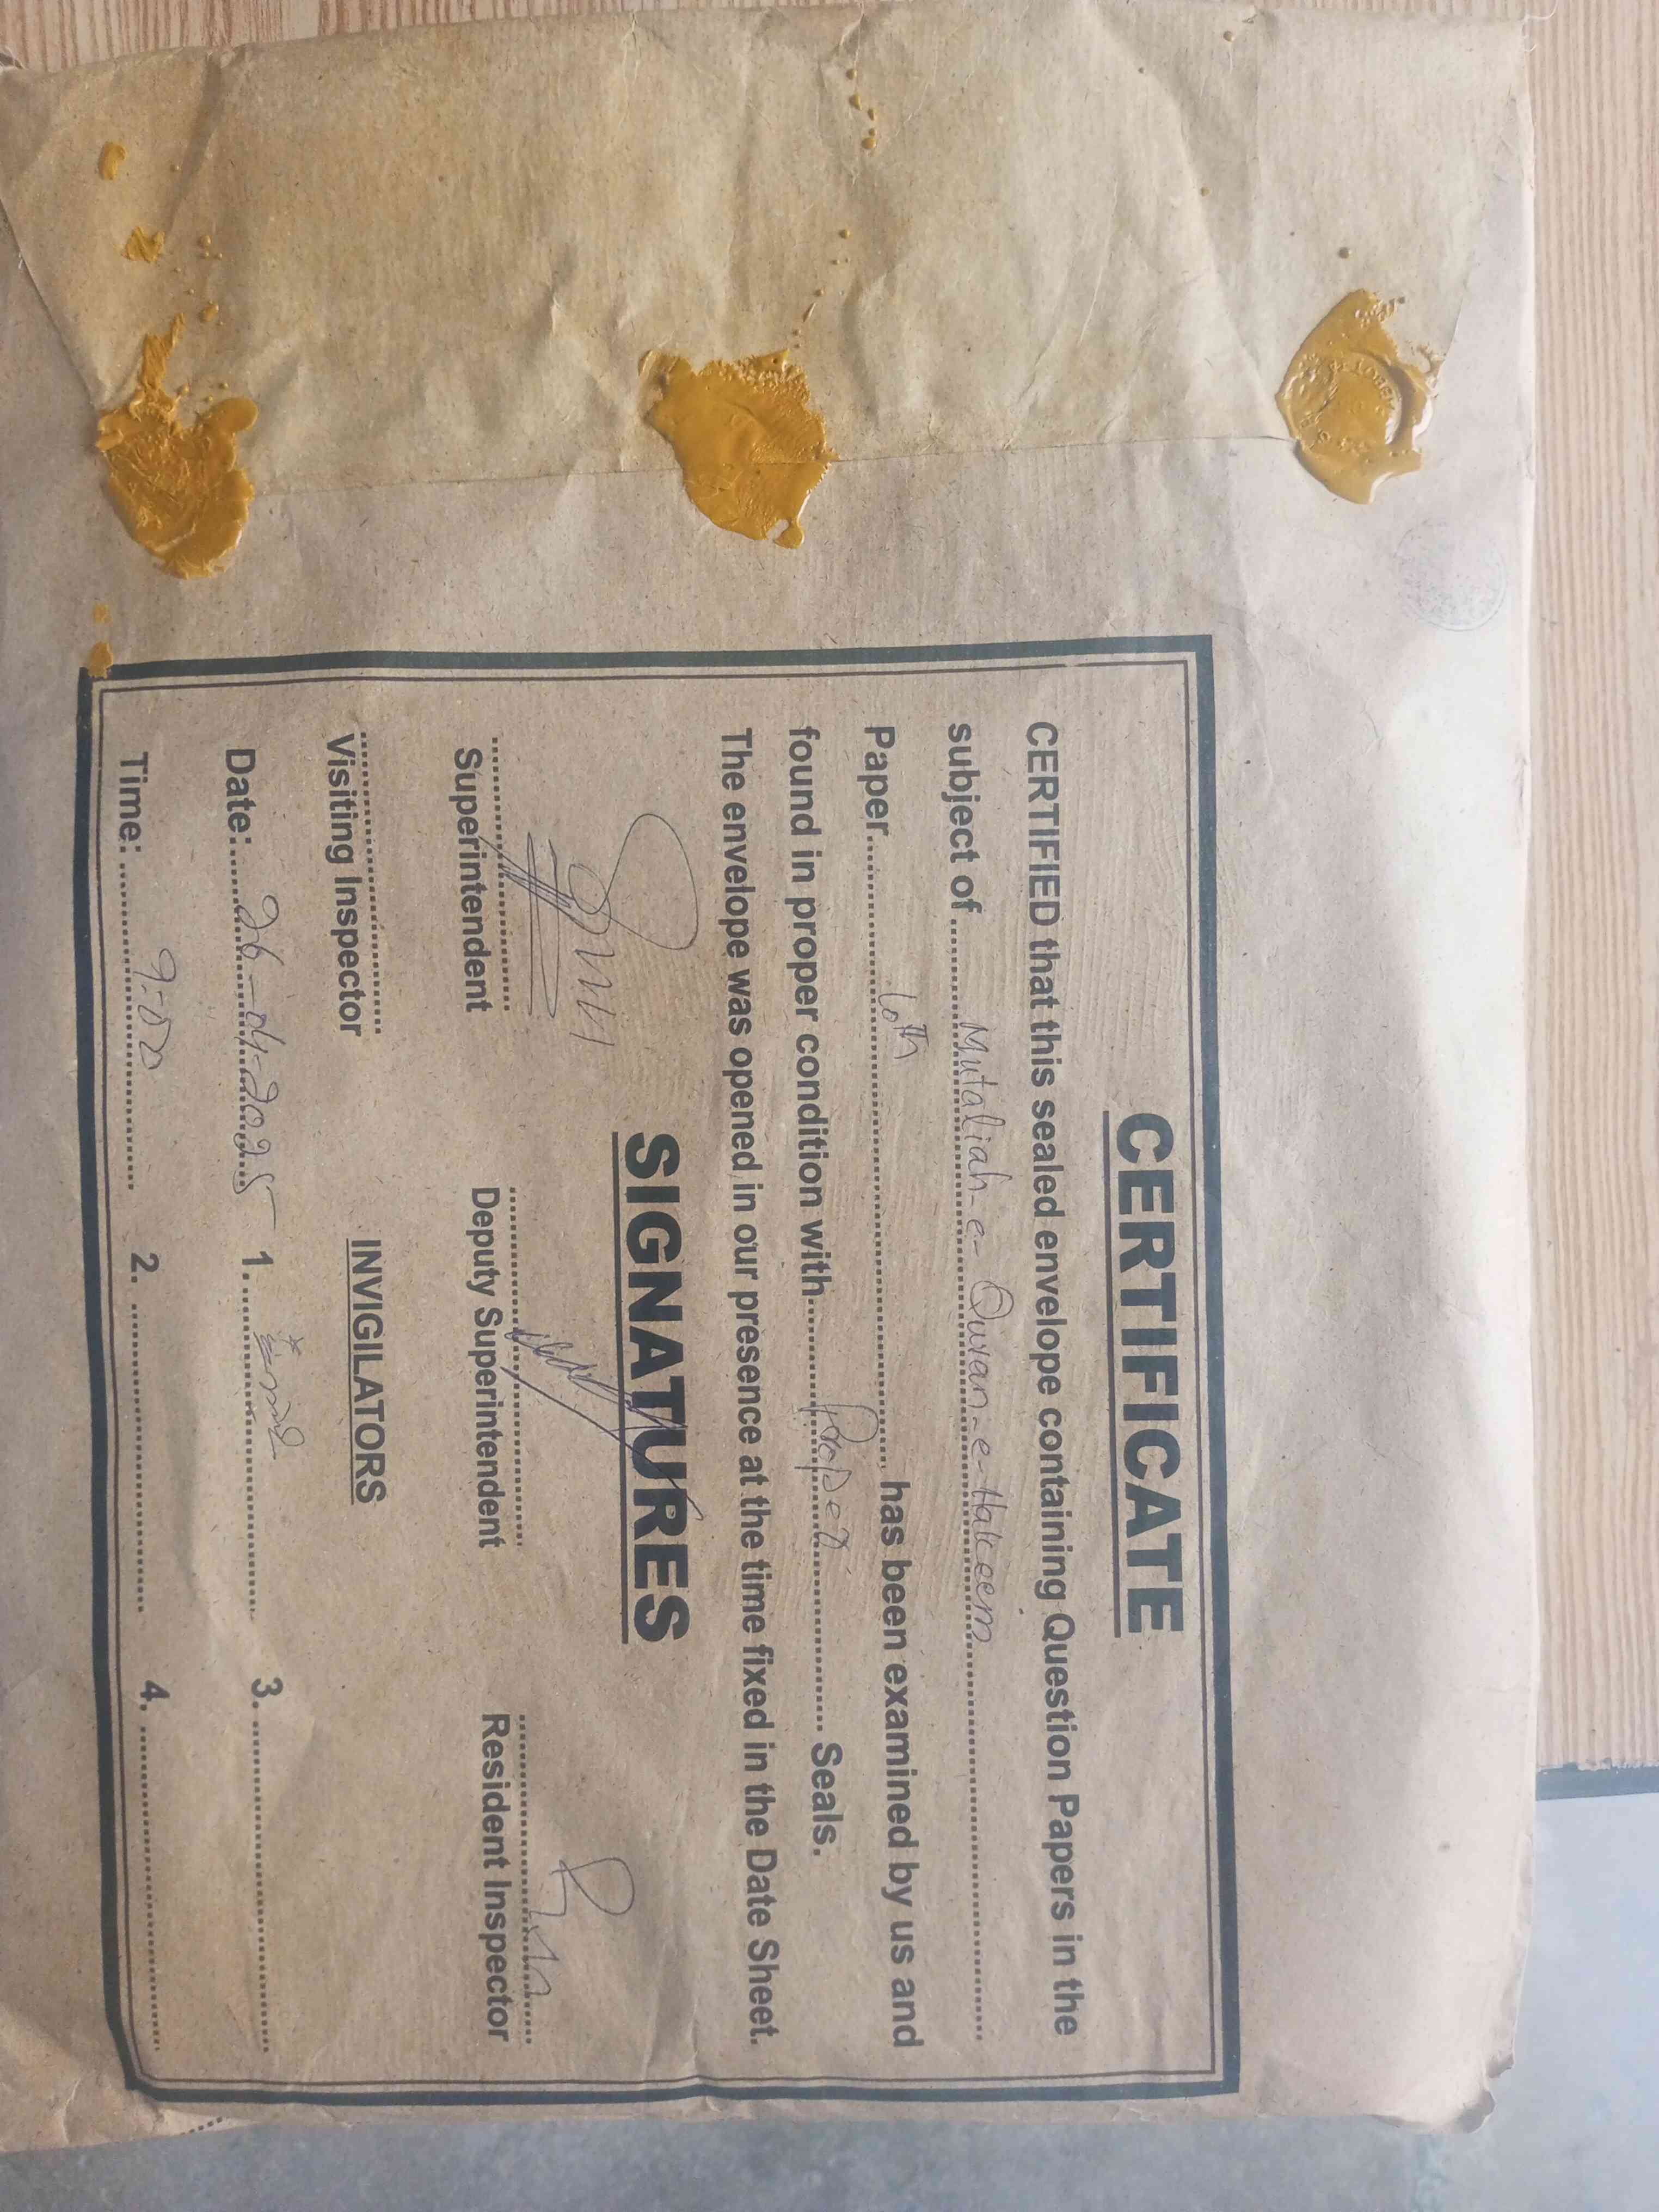 CERTIFICATE
CERTIFIED that this sealed envelope containing Question Papers in the
subject of ........ Mutaliah-e-Quran-e-Hakeem ........
Paper........ 10th ........ has been examined by us and
found in proper condition with........ Proper ........ Seals.
The envelope was opened in our presence at the time fixed in the Date Sheet.
SIGNATURES
Superintendent Deputy Superintendent Resident Inspector
Visiting Inspector INVIGILATORS
Date: 26-04-2025 1. ........ 3. ........
Time: 9:00 2. ........ 4. ........